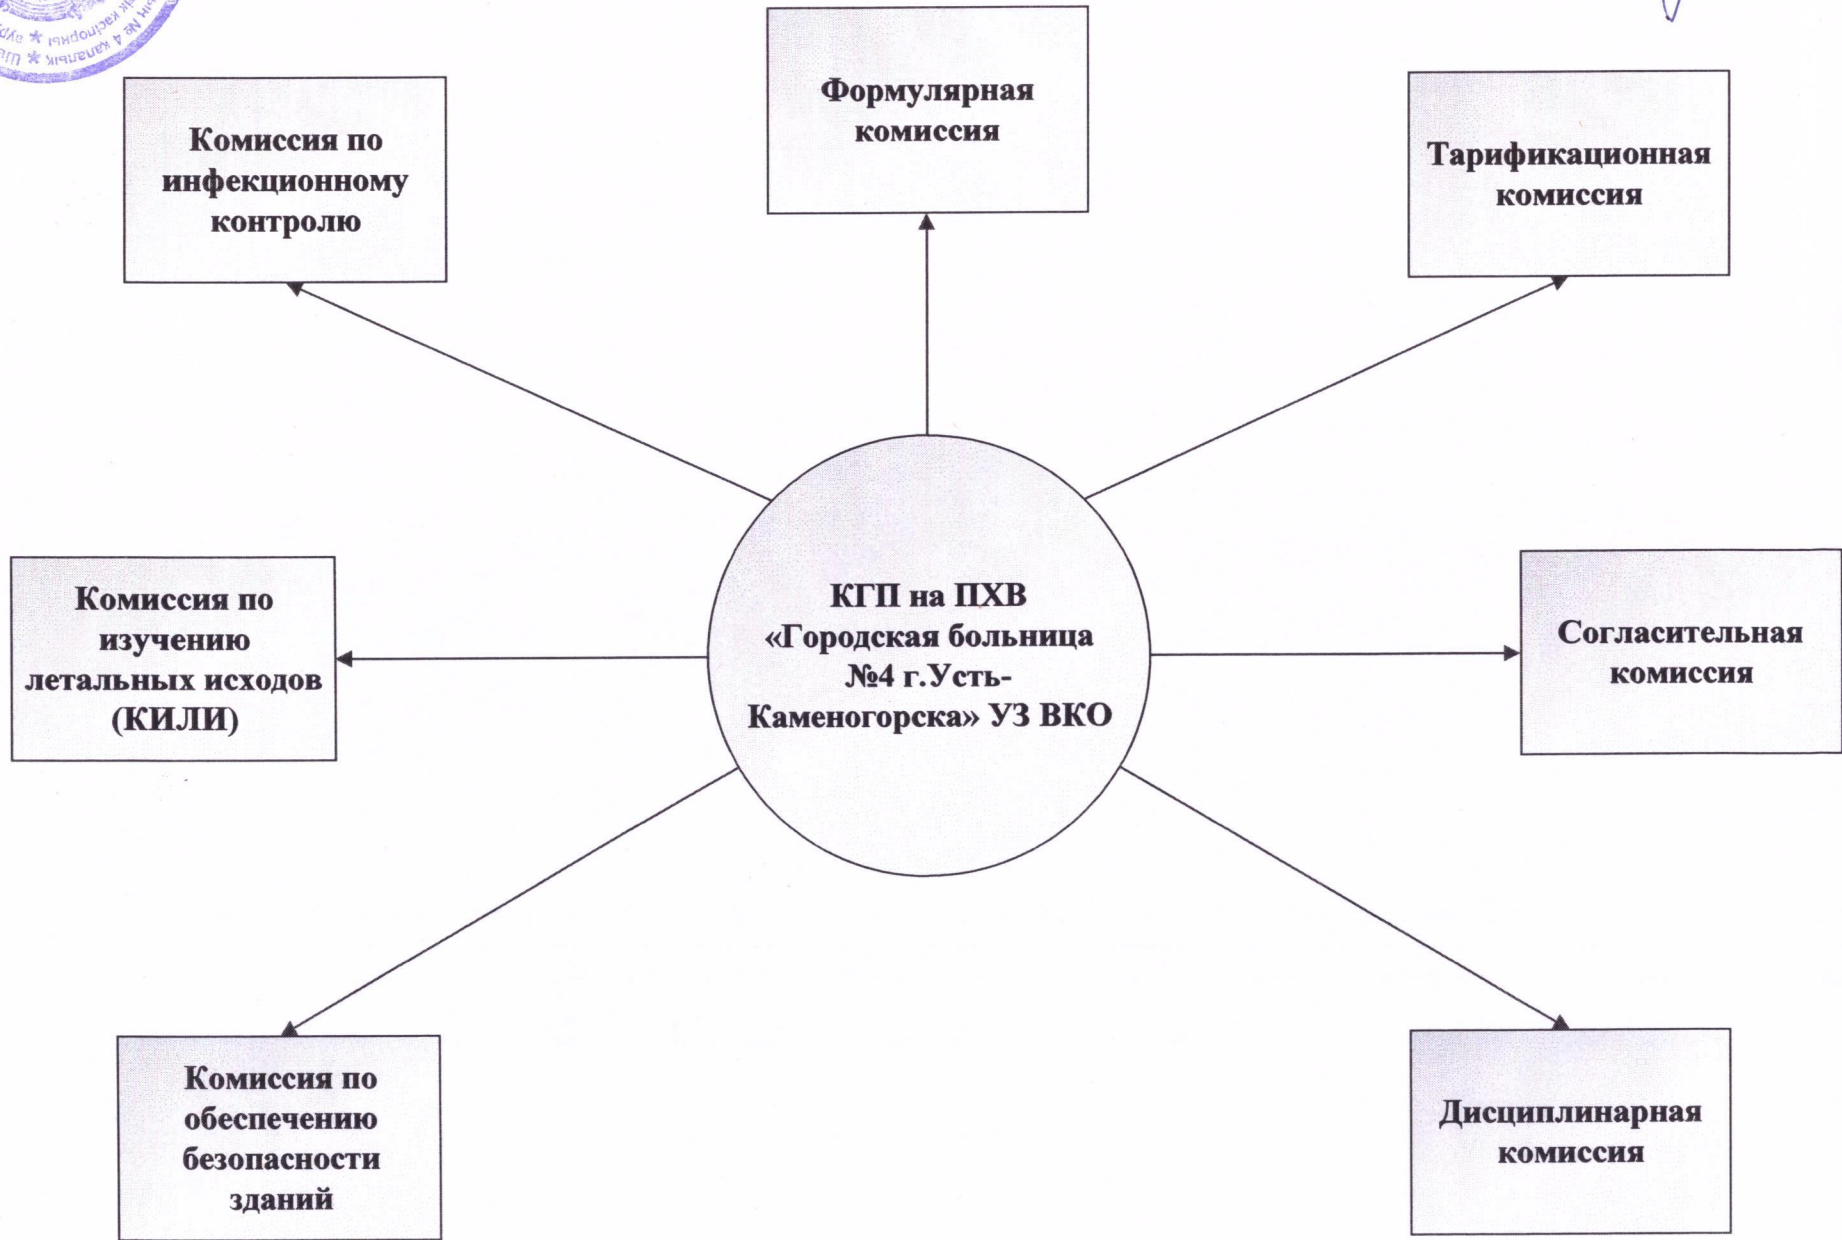 Формулярная
комиссия
Комиссия по
инфекционному
контролю
Тарификационная
комиссия
КГП на ПХВ
«Городская больница
№4 г.Усть-
Каменогорска» УЗ ВКО
Комиссия по
изучению
летальных исходов
(КИЛИ)
Согласительная
комиссия
Комиссия по
обеспечению
безопасности
зданий
Дисциплинарная
комиссия